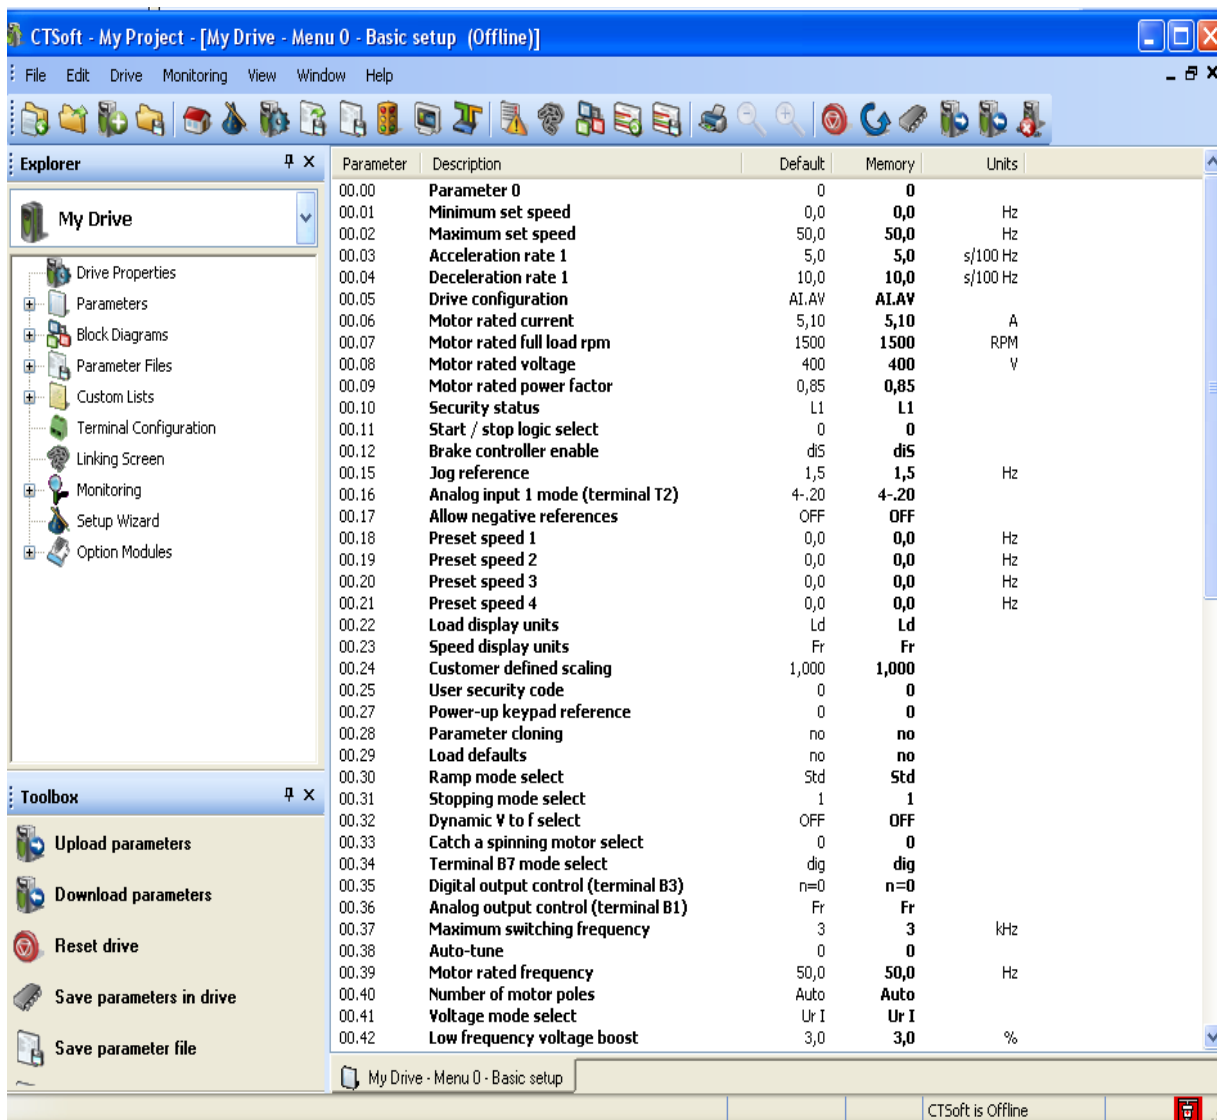 CTSoft - My Project - [My Drive - Menu 0 - Basic setup (Offline)]
File Edit Drive Monitoring View Window Help
Explorer
My Drive
Drive Properties
Parameters
Block Diagrams
Parameter Files
Custom Lists
Terminal Configuration
Linking Screen
Monitoring
Setup Wizard
Option Modules
Toolbox
Upload parameters
Download parameters
Reset drive
Save parameters in drive
Save parameter file
Parameter Description Default Memory Units
00.00 Parameter 0 0 0
00.01 Minimum set speed 0,0 0,0 Hz
00.02 Maximum set speed 50,0 50,0 Hz
00.03 Acceleration rate 1 5,0 5,0 s/100 Hz
00.04 Deceleration rate 1 10,0 10,0 s/100 Hz
00.05 Drive configuration AI.AV AI.AV
00.06 Motor rated current 5,10 5,10 A
00.07 Motor rated full load rpm 1500 1500 RPM
00.08 Motor rated voltage 400 400 V
00.09 Motor rated power factor 0,85 0,85
00.10 Security status L1 L1
00.11 Start / stop logic select 0 0
00.12 Brake controller enable diS diS
00.15 Jog reference 1,5 1,5 Hz
00.16 Analog input 1 mode (terminal T2) 4-.20 4-.20
00.17 Allow negative references OFF OFF
00.18 Preset speed 1 0,0 0,0 Hz
00.19 Preset speed 2 0,0 0,0 Hz
00.20 Preset speed 3 0,0 0,0 Hz
00.21 Preset speed 4 0,0 0,0 Hz
00.22 Load display units Ld Ld
00.23 Speed display units Fr Fr
00.24 Customer defined scaling 1,000 1,000
00.25 User security code 0 0
00.27 Power-up keypad reference 0 0
00.28 Parameter cloning no no
00.29 Load defaults no no
00.30 Ramp mode select Std Std
00.31 Stopping mode select 1 1
00.32 Dynamic V to f select OFF OFF
00.33 Catch a spinning motor select 0 0
00.34 Terminal B7 mode select dig dig
00.35 Digital output control (terminal B3) n=0 n=0
00.36 Analog output control (terminal B1) Fr Fr
00.37 Maximum switching frequency 3 3 kHz
00.38 Auto-tune 0 0
00.39 Motor rated frequency 50,0 50,0 Hz
00.40 Number of motor poles Auto Auto
00.41 Voltage mode select Ur I Ur I
00.42 Low frequency voltage boost 3,0 3,0 %
My Drive - Menu 0 - Basic setup
CTSoft is Offline